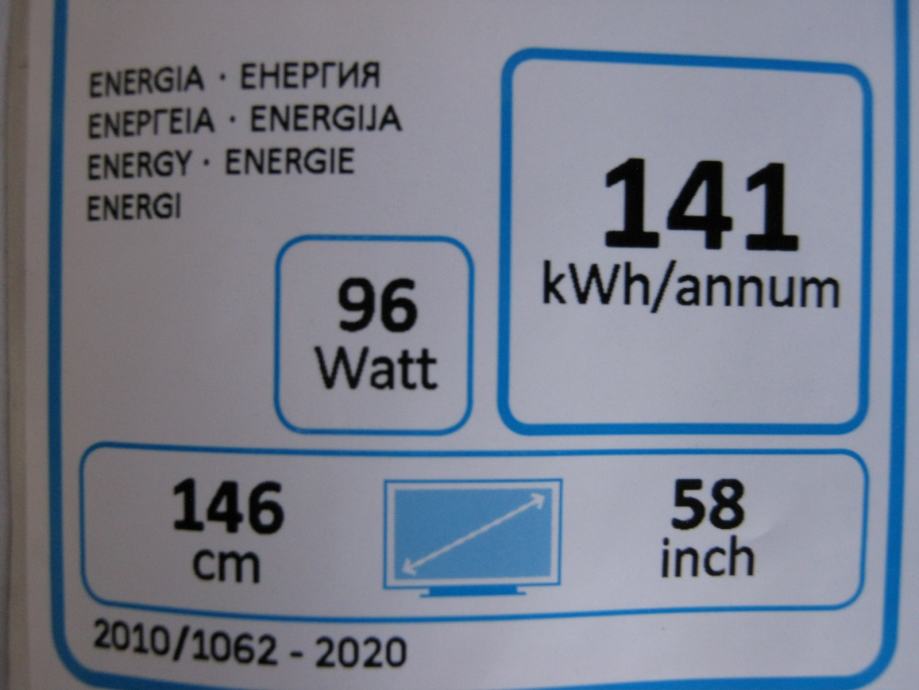 ENERGIA · ЕНЕРГИЯ
ΕΝΕΡΓΕΙΑ · ENERGIJA
ENERGY · ENERGIE
ENERGI
141
kWh/annum
96
Watt
146
cm
58
inch
2010/1062 - 2020